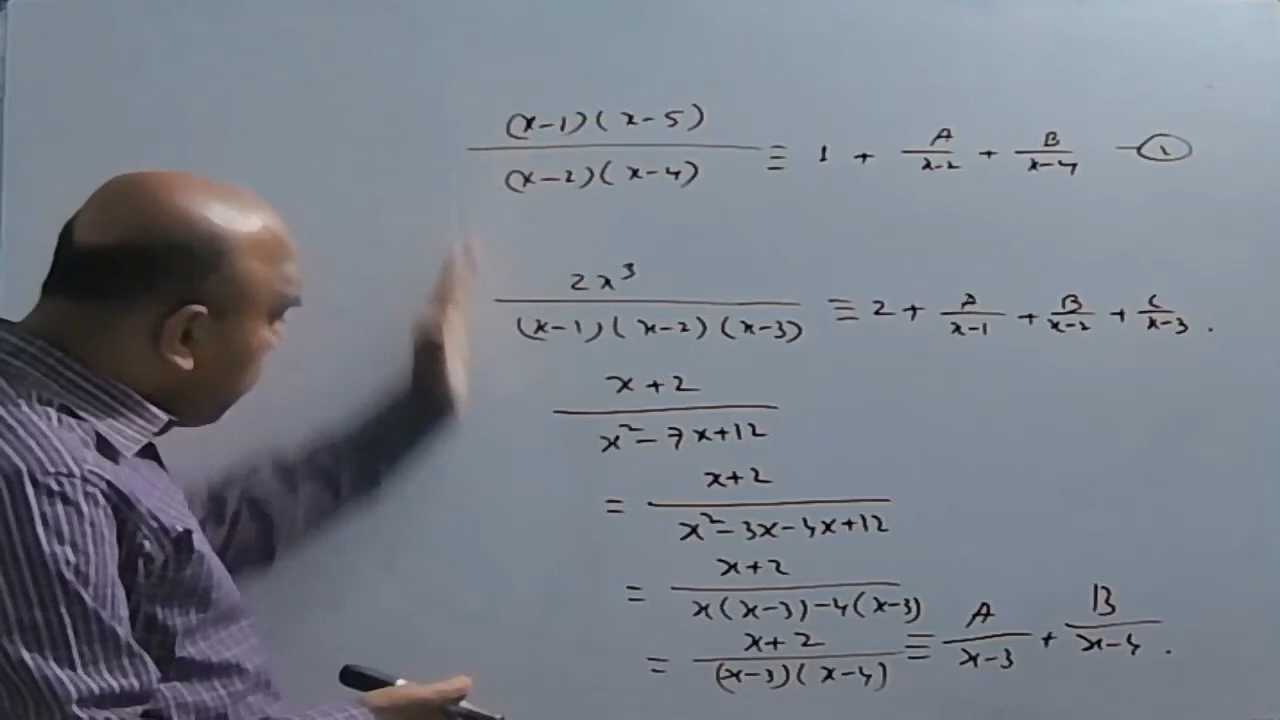 (x-1)(x-5)/(x-2)(x-4) ≡ 1 + A/x-2 + B/x-4 —①
2x³/(x-1)(x-2)(x-3) ≡ 2 + A/x-1 + B/x-2 + C/x-3 .
x+2/x²-7x+12
= x+2/x²-3x-4x+12
= x+2/x(x-3)-4(x-3)
= x+2/(x-3)(x-4) ≡ A/x-3 + B/x-4 .